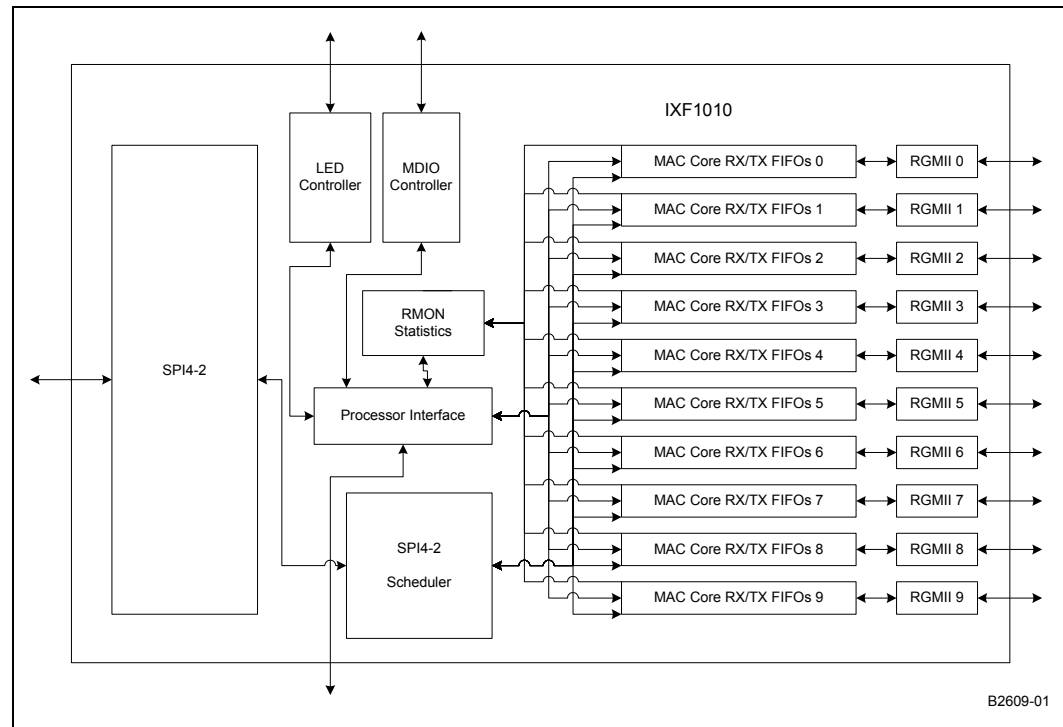 IXF1010
LED
Controller
MDIO
Controller
SPI4-2
RMON
Statistics
Processor Interface
SPI4-2
Scheduler
MAC Core RX/TX FIFOs 0
RGMII 0
MAC Core RX/TX FIFOs 1
RGMII 1
MAC Core RX/TX FIFOs 2
RGMII 2
MAC Core RX/TX FIFOs 3
RGMII 3
MAC Core RX/TX FIFOs 4
RGMII 4
MAC Core RX/TX FIFOs 5
RGMII 5
MAC Core RX/TX FIFOs 6
RGMII 6
MAC Core RX/TX FIFOs 7
RGMII 7
MAC Core RX/TX FIFOs 8
RGMII 8
MAC Core RX/TX FIFOs 9
RGMII 9
B2609-01